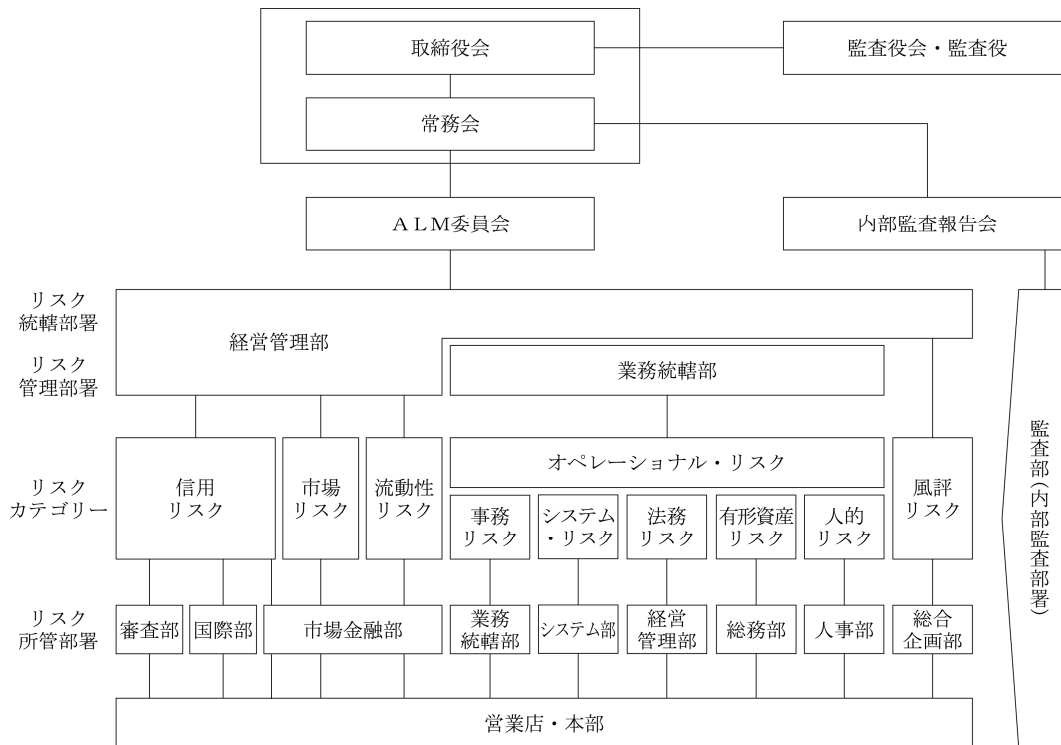 取締役会
監査役会・監査役
常務会
ALM委員会
内部監査報告会
リスク
統轄部署
経営管理部
リスク
管理部署
業務統轄部
リスク
カテゴリー
信用
リスク
市場
リスク
流動性
リスク
オペレーショナル・リスク
事務
リスク
システム
・リスク
法務
リスク
有形資産
リスク
人的
リスク
風評
リスク
監査部(内部監査部署)
リスク
所管部署
審査部
国際部
市場金融部
業務
統轄部
システム部
経営
管理部
総務部
人事部
総合
企画部
営業店・本部